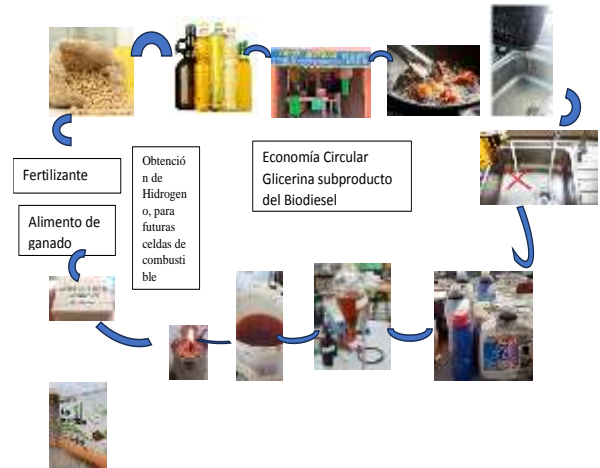 Fertilizante
Alimento de
ganado
Obtenció
n de
Hidrogen
o, para
futuras
celdas de
combusti
ble
Economía Circular
Glicerina subproducto
del Biodiesel